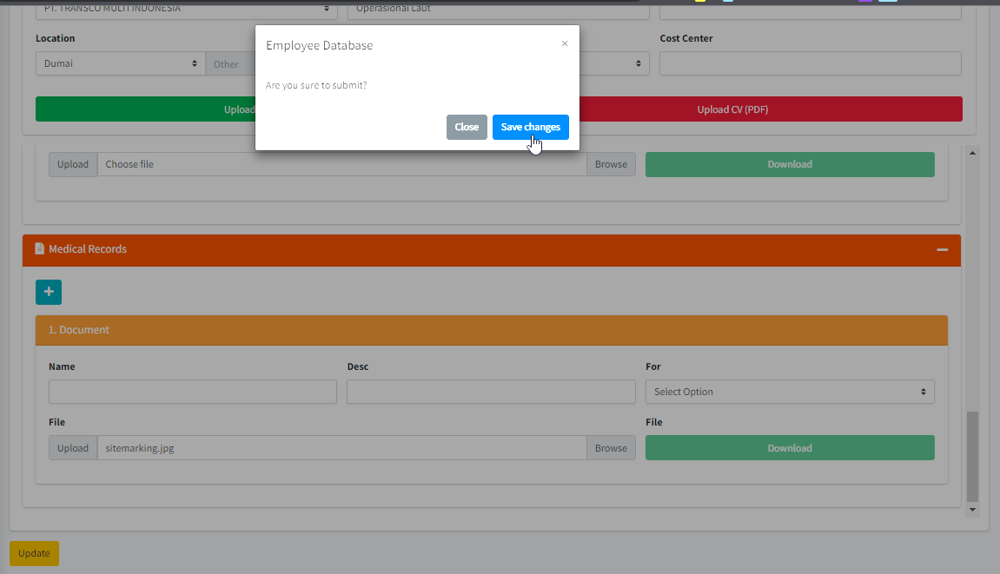 PT. TRANSCO MULTI INDONESIA
Operasional Laut
Location
Cost Center
Dumai
Other
Employee Database
×
Are you sure to submit?
Close
Save changes
Upload
Upload CV (PDF)
Upload
Choose file
Browse
Download
Medical Records
1. Document
Name
Desc
For
Select Option
File
File
Upload
sitemarking.jpg
Browse
Download
Update